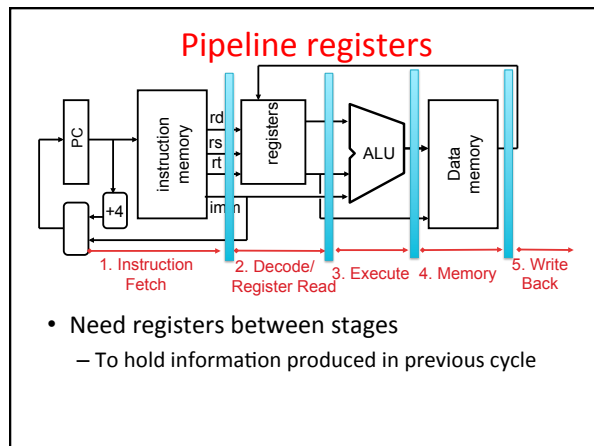 Pipeline registers
PC
instruction
memory
rd
rs
rt
imm
registers
ALU
Data
memory
+4
1. Instruction
Fetch
2. Decode/
Register Read
3. Execute
4. Memory
5. Write
Back
• Need registers between stages
– To hold information produced in previous cycle